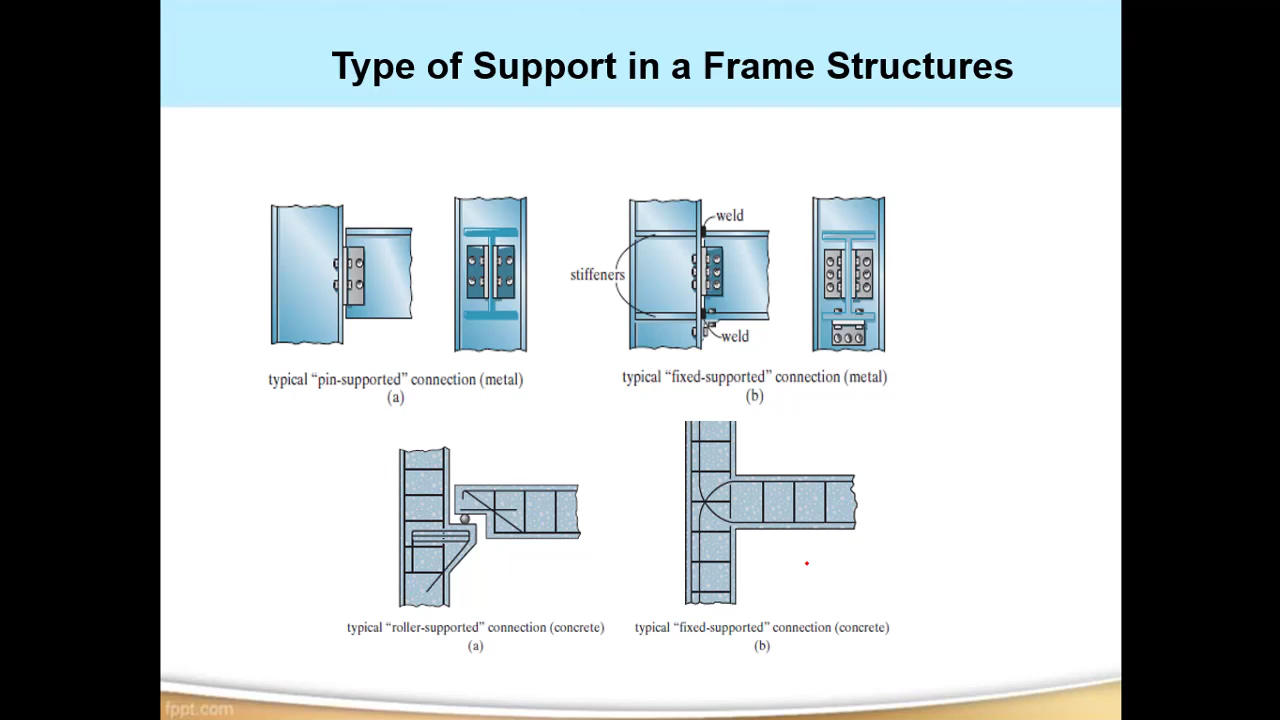 Type of Support in a Frame Structures
weld
stiffeners
weld
typical “pin-supported” connection (metal)
(a)
typical “fixed-supported” connection (metal)
(b)
typical “roller-supported” connection (concrete)
(a)
typical “fixed-supported” connection (concrete)
(b)
fppt.com